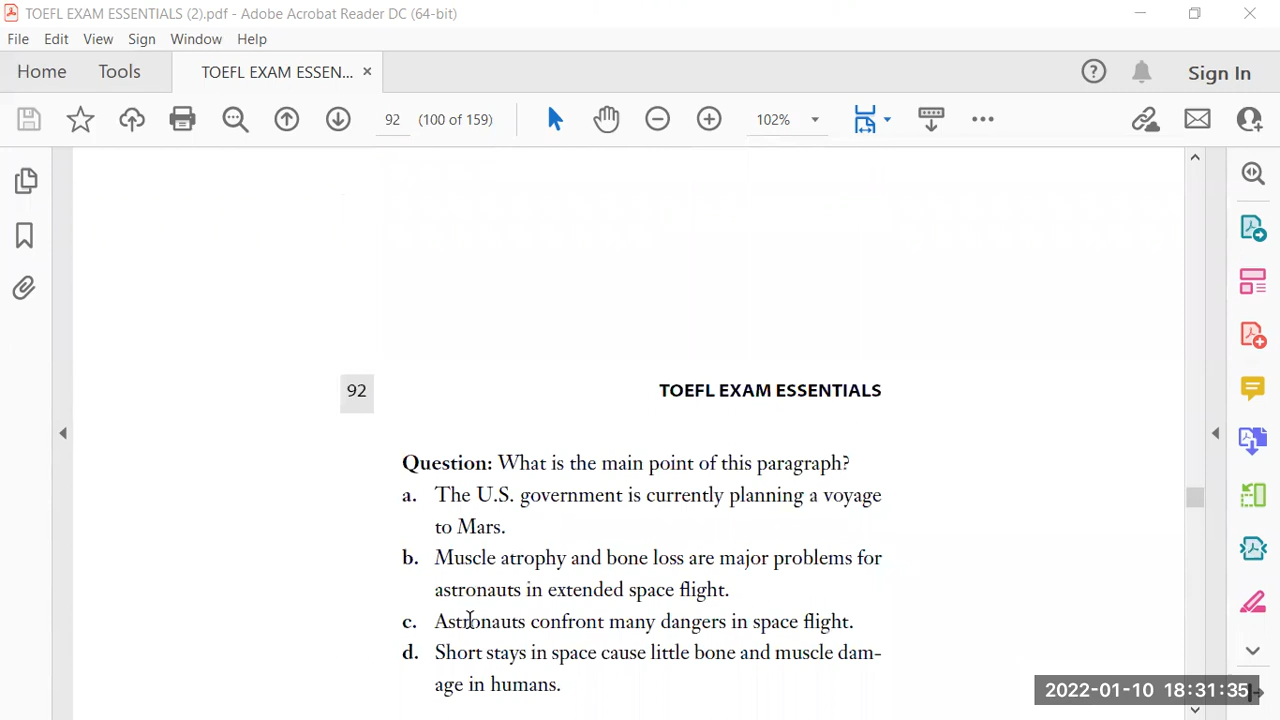 TOEFL EXAM ESSENTIALS (2).pdf - Adobe Acrobat Reader DC (64-bit)
File Edit View Sign Window Help
Home Tools TOEFL EXAM ESSEN... × Sign In
92 (100 of 159) 102%
92 TOEFL EXAM ESSENTIALS
Question: What is the main point of this paragraph?
a. The U.S. government is currently planning a voyage
to Mars.
b. Muscle atrophy and bone loss are major problems for
astronauts in extended space flight.
c. Astronauts confront many dangers in space flight.
d. Short stays in space cause little bone and muscle dam-
age in humans.
2022-01-10 18:31:35